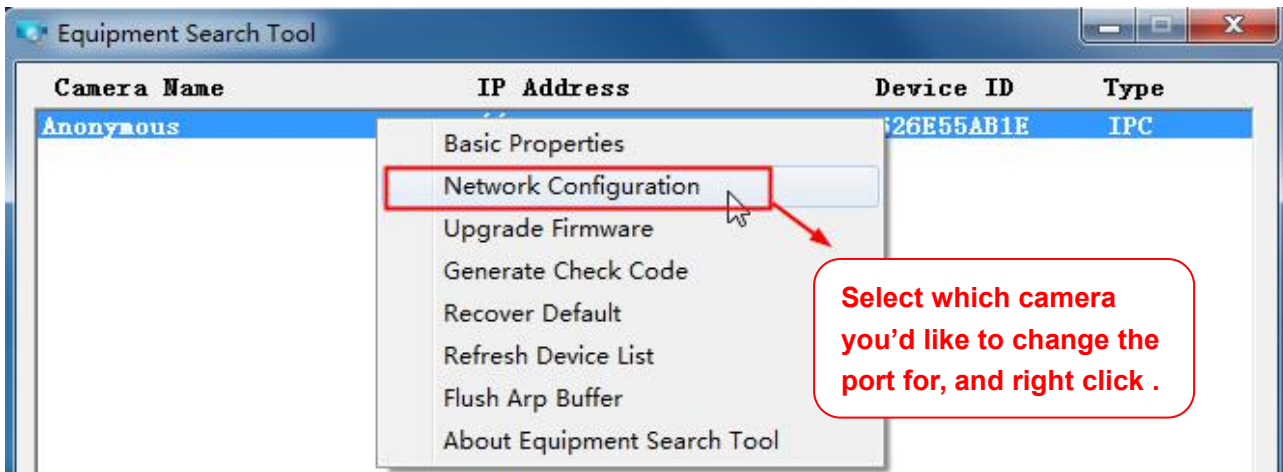 Equipment Search Tool
Camera Name IP Address Device ID Type
Anonymous 26E55AB1E IPC
Basic Properties
Network Configuration
Upgrade Firmware
Generate Check Code
Recover Default
Refresh Device List
Flush Arp Buffer
About Equipment Search Tool
Select which camera
you’d like to change the
port for, and right click .